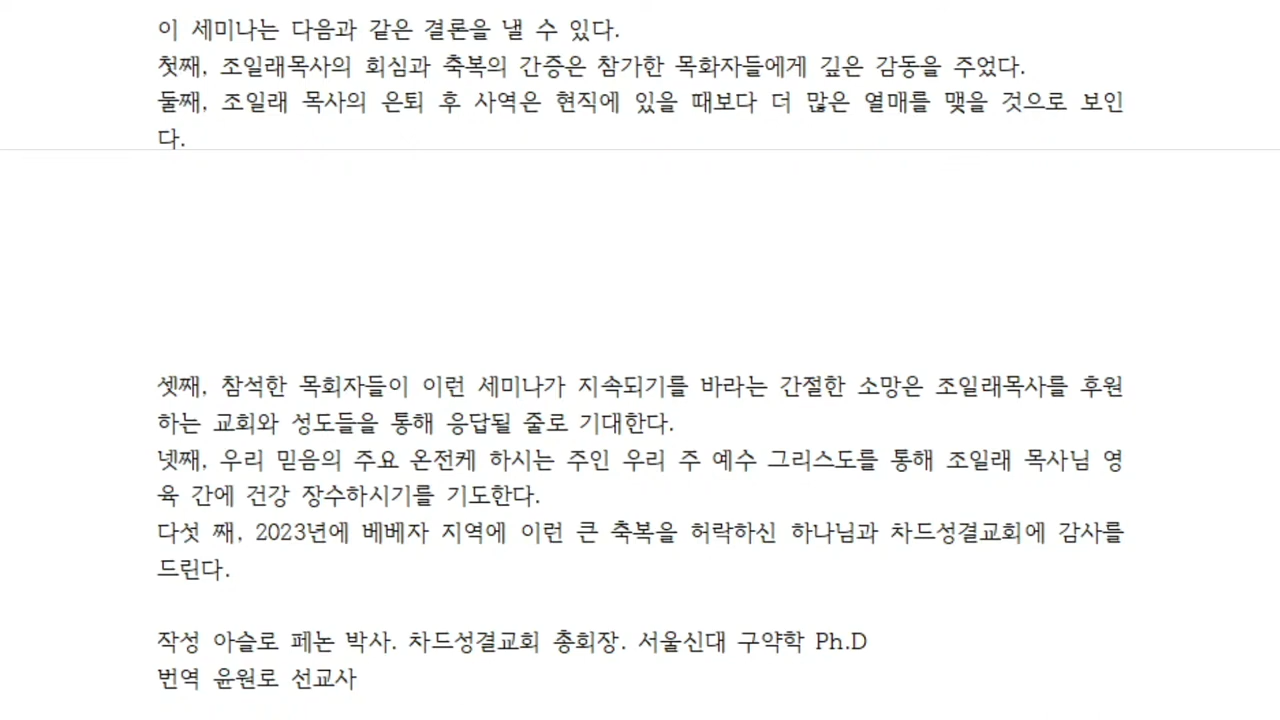 이 세미나는 다음과 같은 결론을 낼 수 있다.
첫째, 조일래목사의 회심과 축복의 간증은 참가한 목화자들에게 깊은 감동을 주었다.
둘째, 조일래 목사의 은퇴 후 사역은 현직에 있을 때보다 더 많은 열매를 맺을 것으로 보인
다.
셋째, 참석한 목회자들이 이런 세미나가 지속되기를 바라는 간절한 소망은 조일래목사를 후원
하는 교회와 성도들을 통해 응답될 줄로 기대한다.
넷째, 우리 믿음의 주요 온전케 하시는 주인 우리 주 예수 그리스도를 통해 조일래 목사님 영
육 간에 건강 장수하시기를 기도한다.
다섯 째, 2023년에 베베자 지역에 이런 큰 축복을 허락하신 하나님과 차드성결교회에 감사를
드린다.
작성 아슬로 페논 박사. 차드성결교회 총회장. 서울신대 구약학 Ph.D
번역 윤원로 선교사